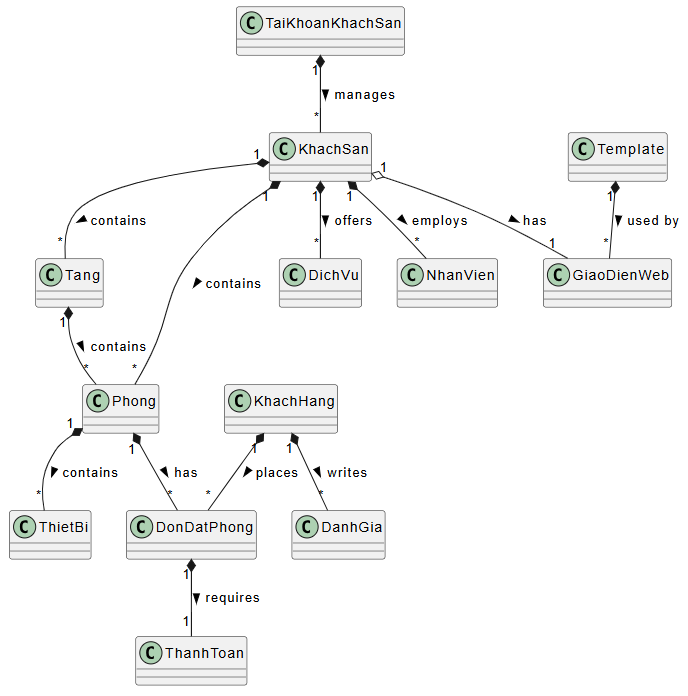 C TaiKhoanKhachSan
1
manages
*
C KhachSan
C Template
1
1
1
1
1
1
1
contains
contains
offers
employs
has
used by
*
*
*
1
*
C Tang
C DichVu
C NhanVien
C GiaoDienWeb
1
contains
*
*
C Phong
C KhachHang
1
1
1
1
contains
has
places
writes
*
*
*
*
C ThietBi
C DonDatPhong
C DanhGia
1
requires
1
C ThanhToan